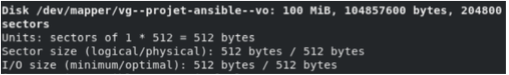 Disk /dev/mapper/vg--projet-ansible--vo: 100 MiB, 104857600 bytes, 204800
sectors
Units: sectors of 1 * 512 = 512 bytes
Sector size (logical/physical): 512 bytes / 512 bytes
I/O size (minimum/optimal): 512 bytes / 512 bytes